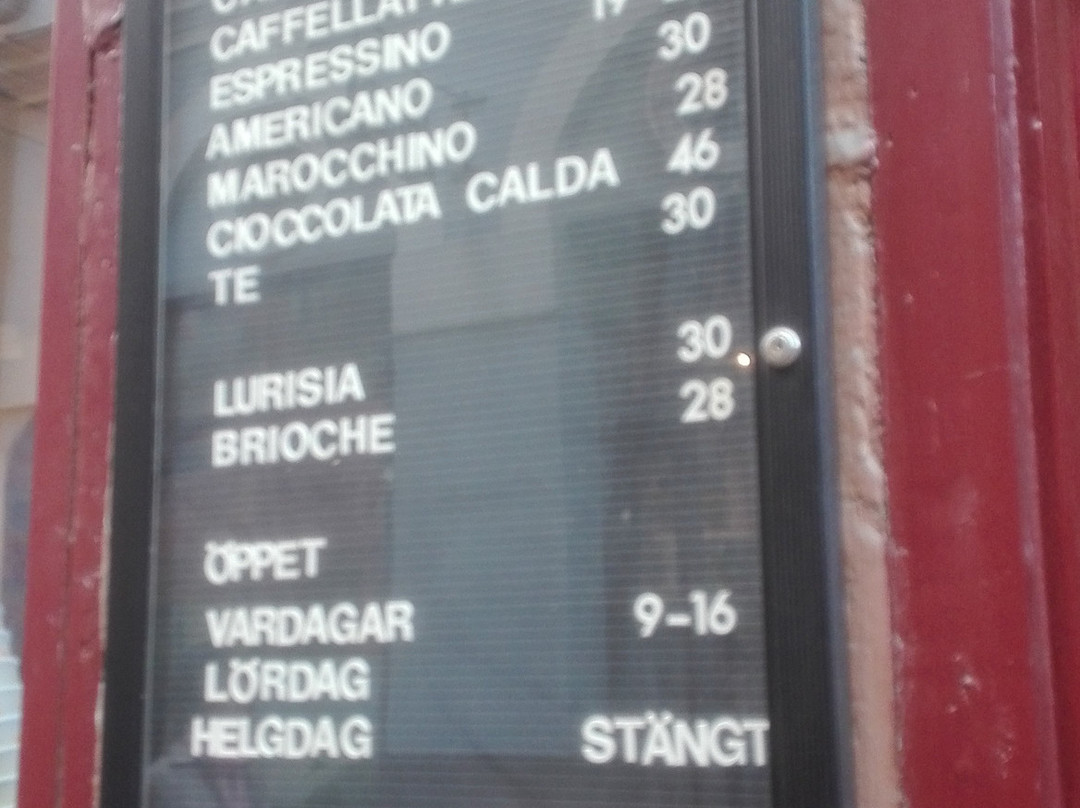 CAFFELLATTE
ESPRESSINO
AMERICANO 30
MAROCCHINO 28
CIOCCOLATA CALDA 46
TE 30
LURISIA 30
BRIOCHE 28
ÖPPET
VARDAGAR 9-16
LÖRDAG
HELGDAG STÄNGT